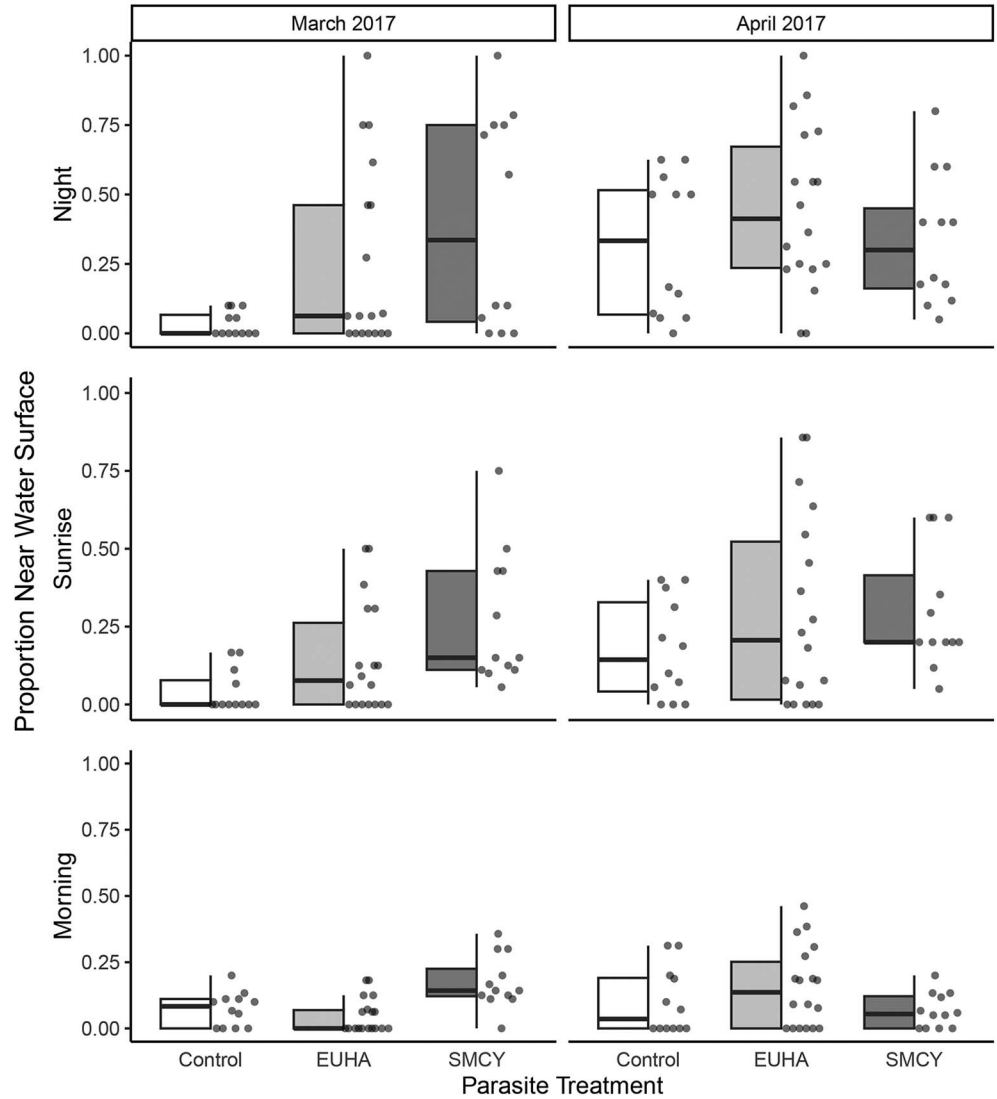 March 2017
April 2017
Proportion Near Water Surface
Night
1.00
0.75
0.50
0.25
0.00
Sunrise
1.00
0.75
0.50
0.25
0.00
Morning
1.00
0.75
0.50
0.25
0.00
Control EUHA SMCY Control EUHA SMCY
Parasite Treatment